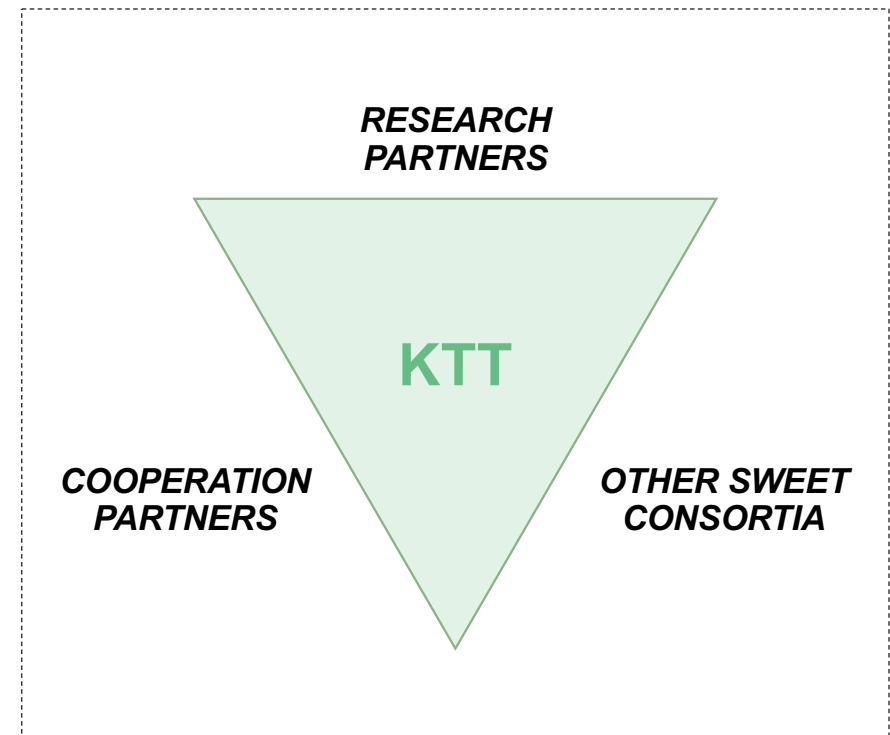 RESEARCH
PARTNERS
KTT
COOPERATION
PARTNERS
OTHER SWEET
CONSORTIA